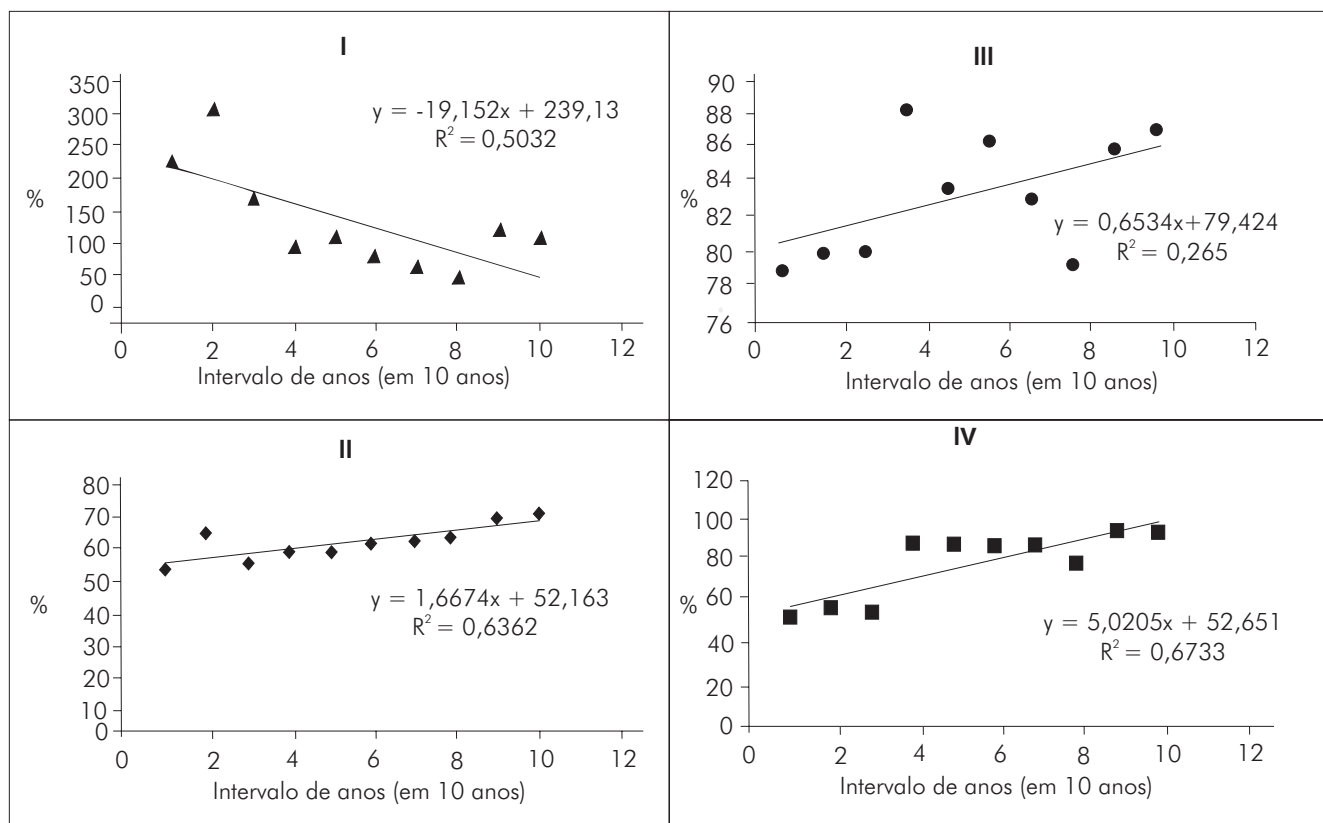 I
350
300
250
200
150
100
50
0
%
y = -19,152x + 239,13
R² = 0,5032
0 2 4 6 8 10 12
Intervalo de anos (em 10 anos)
III
90
88
86
84
82
80
78
76
%
y = 0,6534x+79,424
R² = 0,265
0 2 4 6 8 10 12
Intervalo de anos (em 10 anos)
II
80
70
60
50
40
30
20
10
0
%
y = 1,6674x + 52,163
R² = 0,6362
0 2 4 6 8 10 12
Intervalo de anos (em 10 anos)
IV
120
100
80
60
40
20
0
%
y = 5,0205x + 52,651
R² = 0,6733
0 2 4 6 8 10 12
Intervalo de anos (em 10 anos)